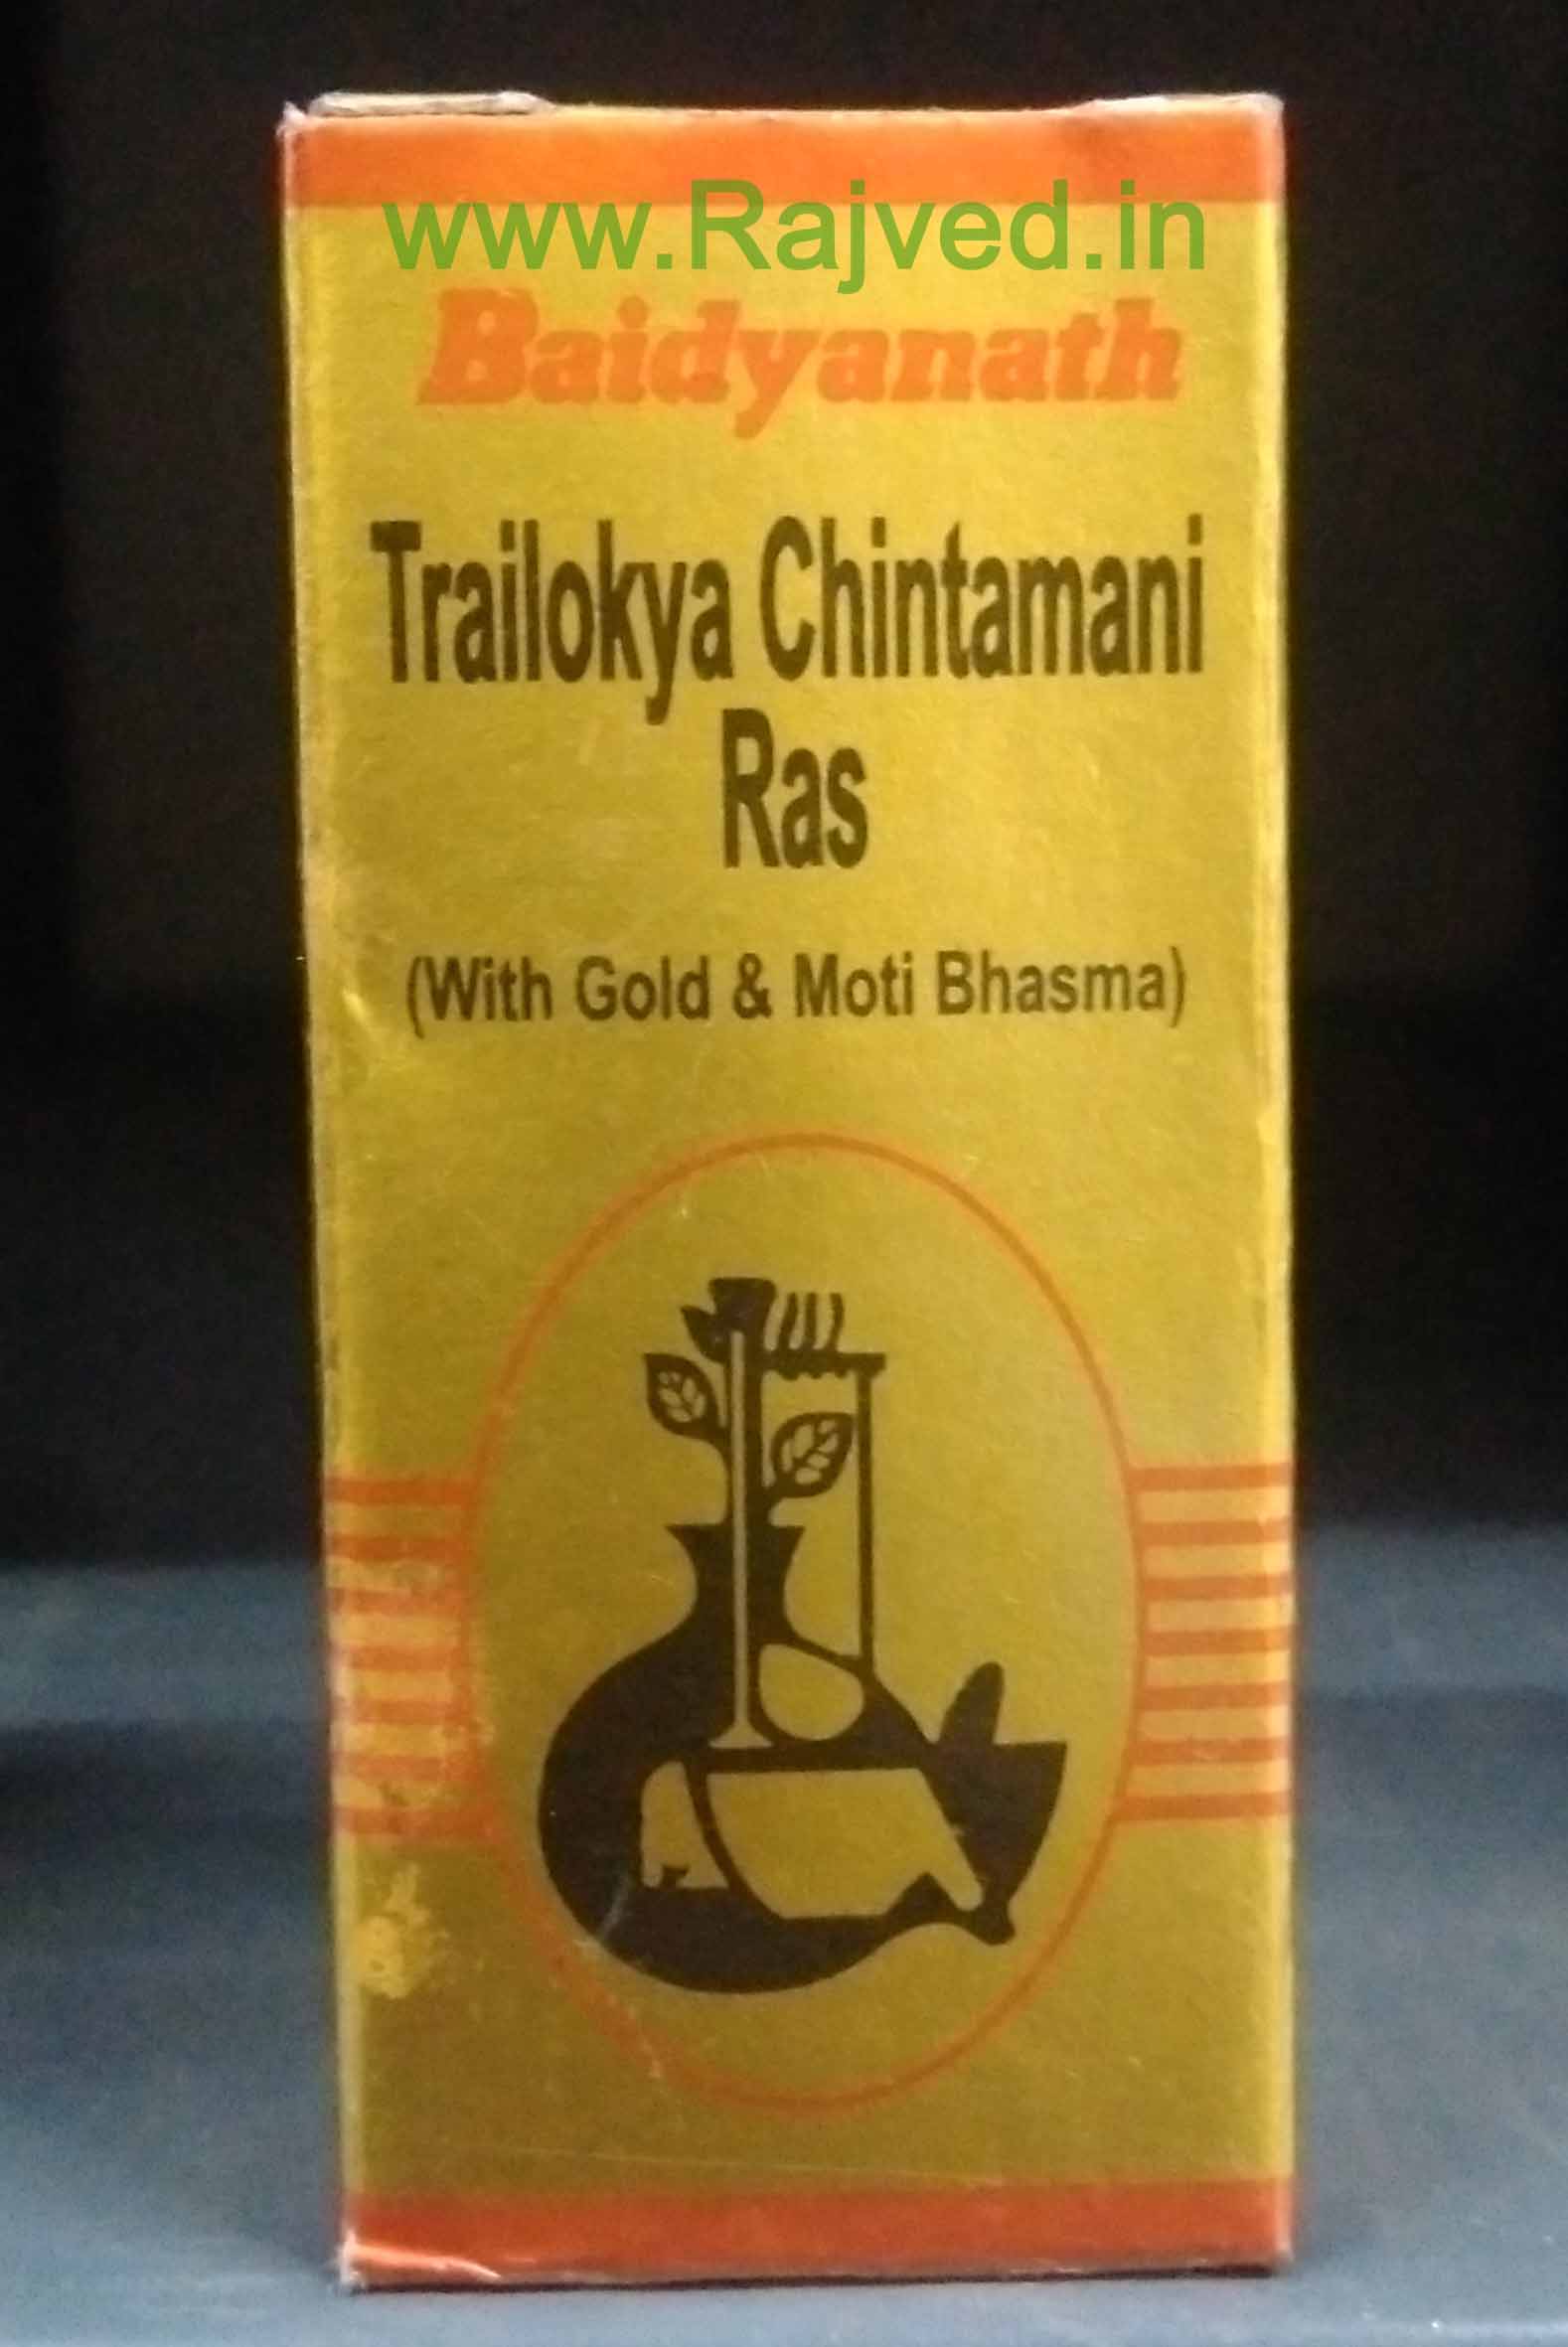 www.Rajved.in
Baidyanath
Trailokya Chintamani
Ras
(With Gold & Moti Bhasma)